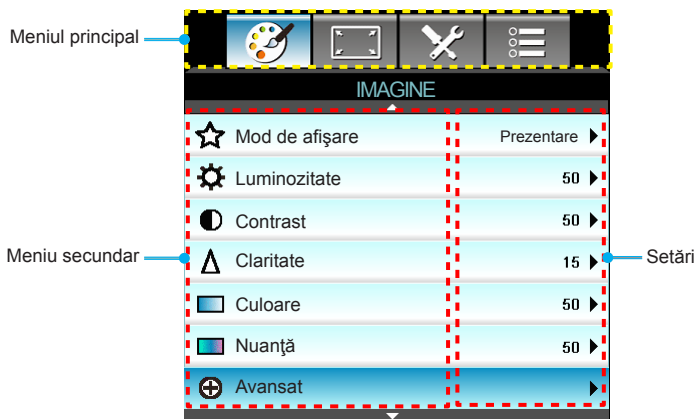 Meniul principal
IMAGINE
Mod de afişare Prezentare
Luminozitate 50
Contrast 50
Meniu secundar
Claritate 15
Setări
Culoare 50
Nuanţă 50
Avansat